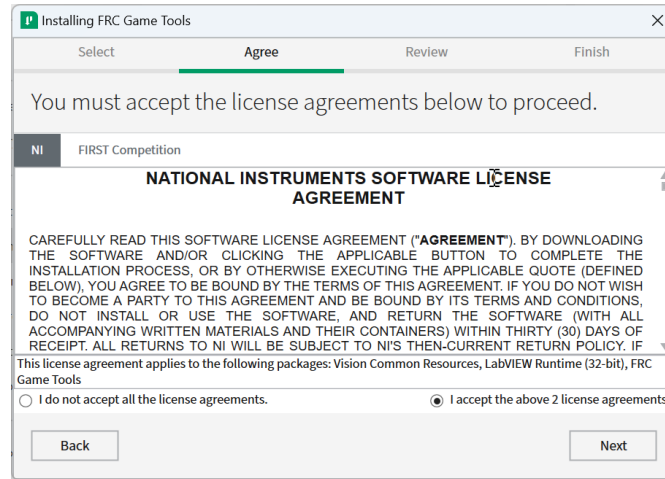 Installing FRC Game Tools
Select Agree Review Finish
You must accept the license agreements below to proceed.
NI FIRST Competition
NATIONAL INSTRUMENTS SOFTWARE LICENSE
AGREEMENT
CAREFULLY READ THIS SOFTWARE LICENSE AGREEMENT ("AGREEMENT"). BY DOWNLOADING
THE SOFTWARE AND/OR CLICKING THE APPLICABLE BUTTON TO COMPLETE THE
INSTALLATION PROCESS, OR BY OTHERWISE EXECUTING THE APPLICABLE QUOTE (DEFINED
BELOW), YOU AGREE TO BE BOUND BY THE TERMS OF THIS AGREEMENT. IF YOU DO NOT WISH
TO BECOME A PARTY TO THIS AGREEMENT AND BE BOUND BY ITS TERMS AND CONDITIONS,
DO NOT INSTALL OR USE THE SOFTWARE, AND RETURN THE SOFTWARE (WITH ALL
ACCOMPANYING WRITTEN MATERIALS AND THEIR CONTAINERS) WITHIN THIRTY (30) DAYS OF
RECEIPT. ALL RETURNS TO NI WILL BE SUBJECT TO NI'S THEN-CURRENT RETURN POLICY. IF
This license agreement applies to the following packages: Vision Common Resources, LabVIEW Runtime (32-bit), FRC
Game Tools
I do not accept all the license agreements. I accept the above 2 license agreements
Back Next